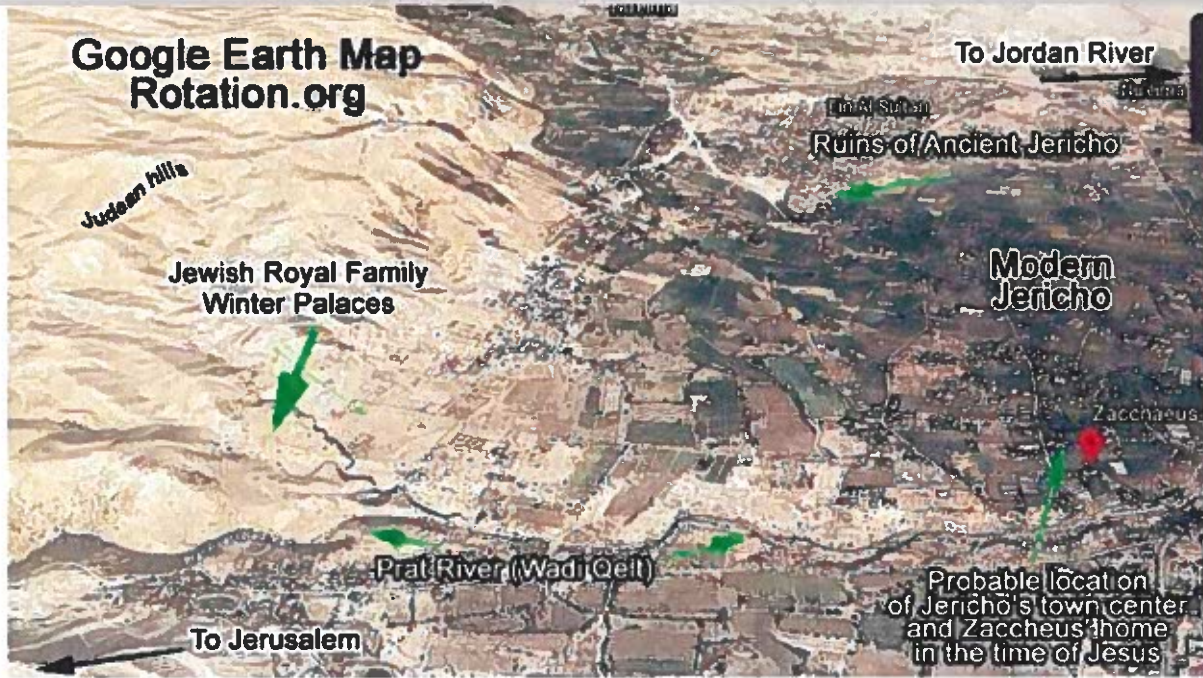 Google Earth Map
Rotation.org
To Jordan River
Ein Al Sultan
Ruins of Ancient Jericho
Judean hills
Jewish Royal Family
Winter Palaces
Modern
Jericho
Zacchaeus
Prat River (Wadi Qelt)
Probable location
of Jericho's town center
and Zaccheus' home
in the time of Jesus
To Jerusalem